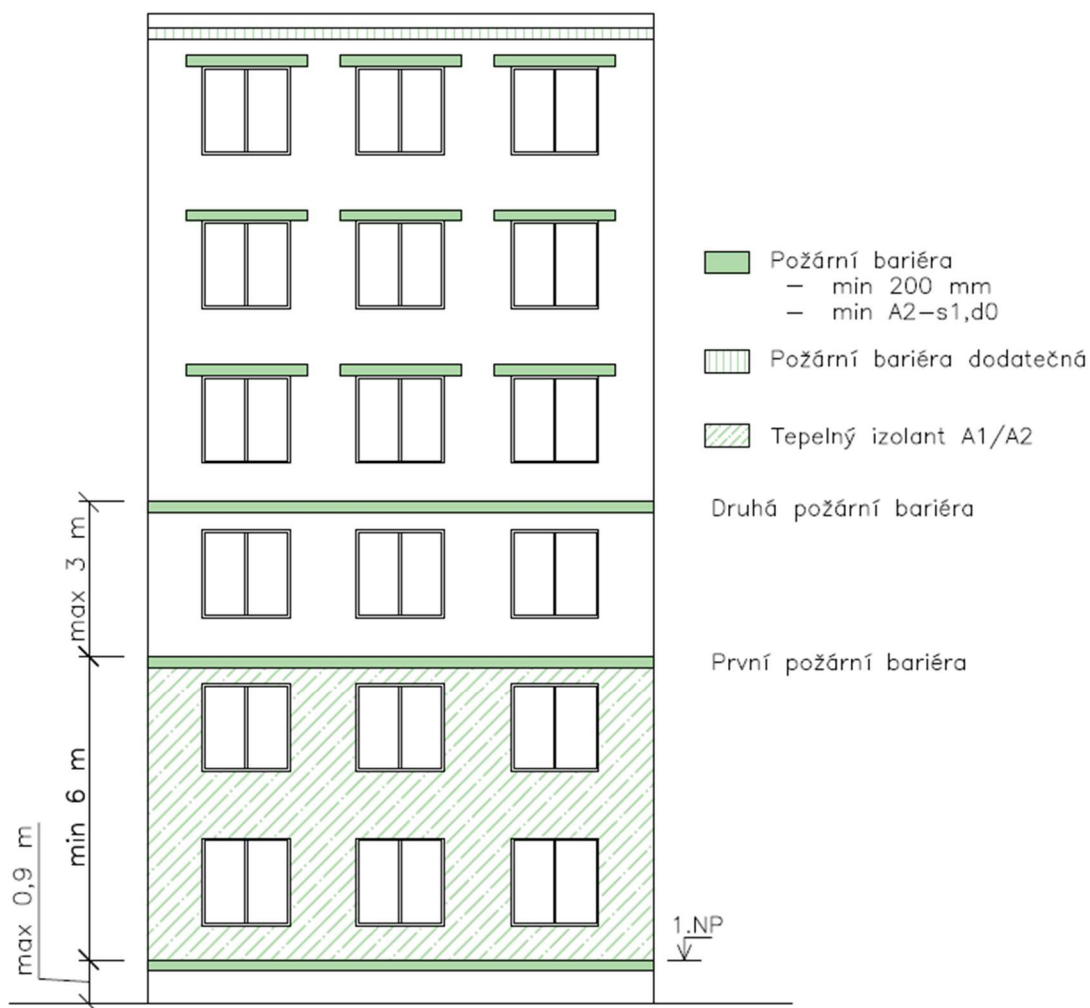 Požární bariéra
– min 200 mm
– min A2-s1,d0
Požární bariéra dodatečná
Tepelný izolant A1/A2
Druhá požární bariéra
max 3 m
První požární bariéra
min 6 m
max 0,9 m
1.NP